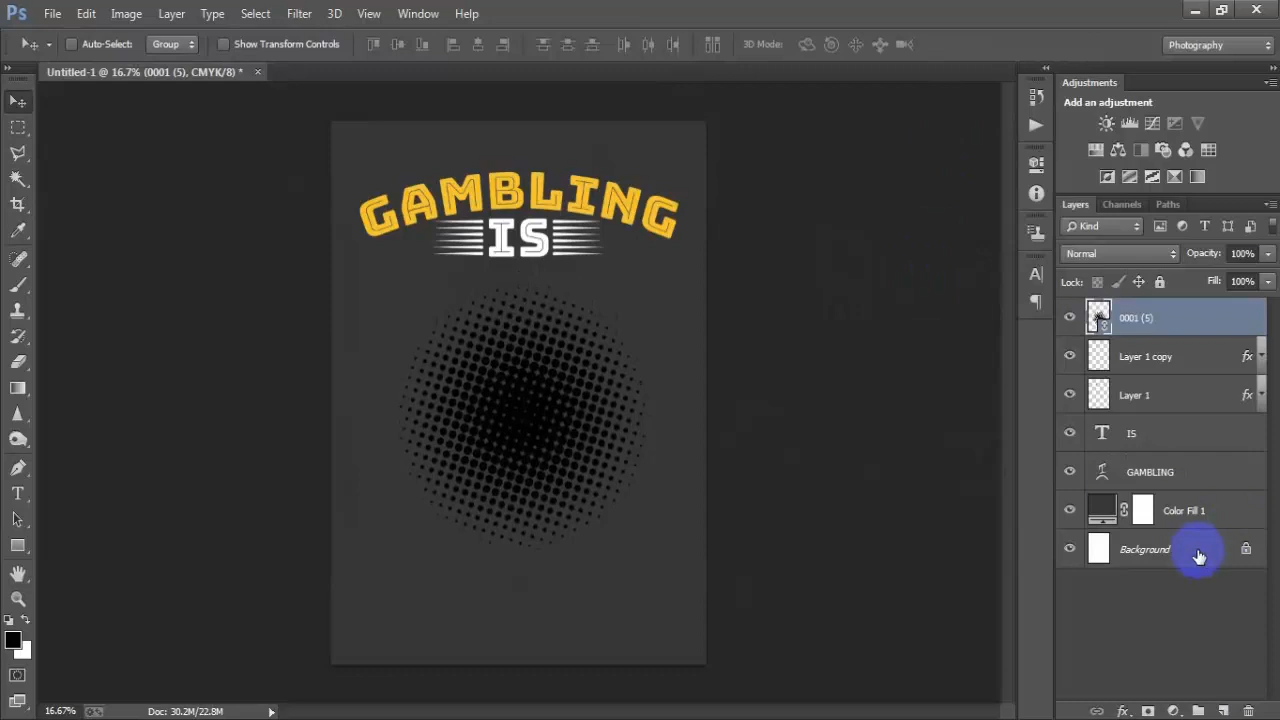 Ps File Edit Image Layer Type Select Filter 3D View Window Help
Auto-Select: Group Show Transform Controls 3D Mode: Photography
Untitled-1 @ 16.7% (0001 (5), CMYK/8) * ×
Adjustments
Add an adjustment
Layers Channels Paths
Kind
Normal Opacity: 100%
Lock: Fill: 100%
0001 (5)
Layer 1 copy fx
Layer 1 fx
T IS
GAMBLING
Color Fill 1
Background
GAMBLING
IS
16.67% Doc: 30.2M/22.8M